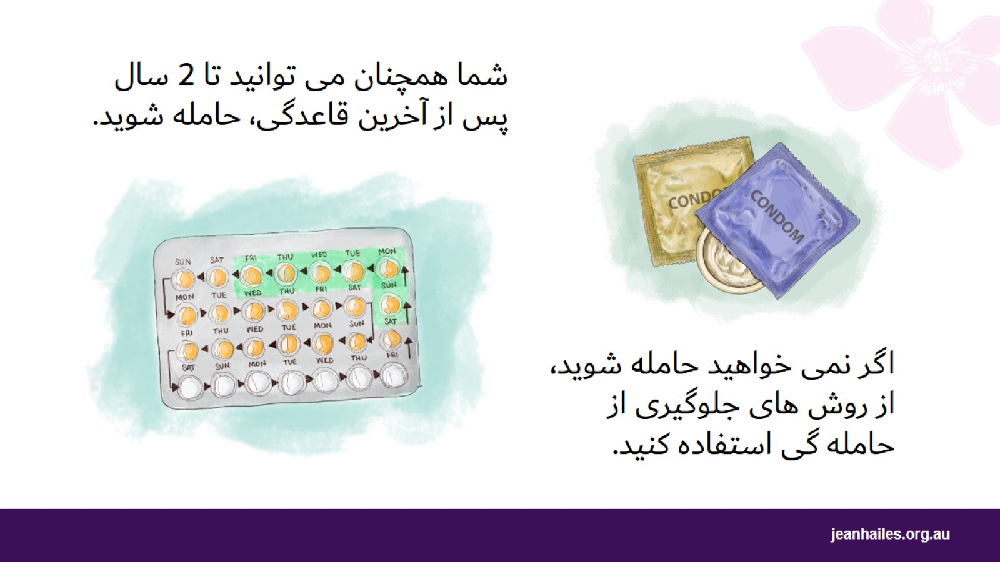 شما همچنان می توانید تا 2 سال
پس از آخرین قاعدگی، حامله شوید.
SUN SAT FRI THU WED TUE MON
MON TUE WED THU FRI SAT SUN
FRI THU WED TUE MON SUN SAT
SAT SUN MON TUE WED THU FRI
CONDO
CONDOM
اگر نمی خواهید حامله شوید،
از روش های جلوگیری از
حامله گی استفاده کنید.
jeanhailes.org.au